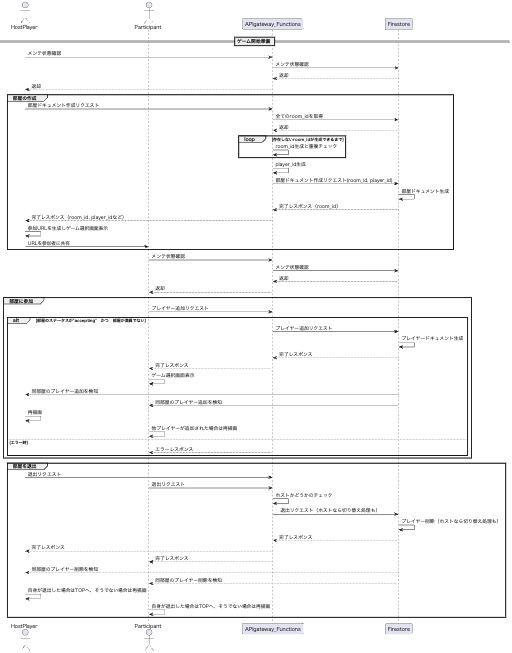 HostPlayer
Participant
APIgateway_Functions
Firestore
ゲーム開始準備
メンテ状態確認
メンテ状態確認
返却
返却
部屋の作成
部屋ドキュメント作成リクエスト
全てのroom_idを取得
返却
loop
[存在しないroom_idが生成できるまで]
room_id生成と重複チェック
player_id生成
部屋ドキュメント作成リクエスト(room_id, player_id)
部屋ドキュメント生成
完了レスポンス（room_id）
完了レスポンス（room_id, player_idなど）
参加URLを生成しゲーム選択画面表示
URLを参加者に共有
メンテ状態確認
メンテ状態確認
返却
返却
部屋に参加
プレイヤー追加リクエスト
alt
[部屋のステータスが"accepting" かつ 部屋が満員でない]
プレイヤー追加リクエスト
プレイヤードキュメント生成
完了レスポンス
完了レスポンス
ゲーム選択画面表示
同部屋のプレイヤー追加を検知
同部屋のプレイヤー追加を検知
再描画
他プレイヤーが追加された場合は再描画
[エラー時]
エラーレスポンス
部屋を退出
退出リクエスト
退出リクエスト
ホストかどうかのチェック
退出リクエスト（ホストなら切り替え処理も）
プレイヤー削除（ホストなら切り替え処理も）
完了レスポンス
完了レスポンス
完了レスポンス
同部屋のプレイヤー削除を検知
同部屋のプレイヤー削除を検知
自身が退出した場合はTOPへ、そうでない場合は再描画
自身が退出した場合はTOPへ、そうでない場合は再描画
HostPlayer
Participant
APIgateway_Functions
Firestore